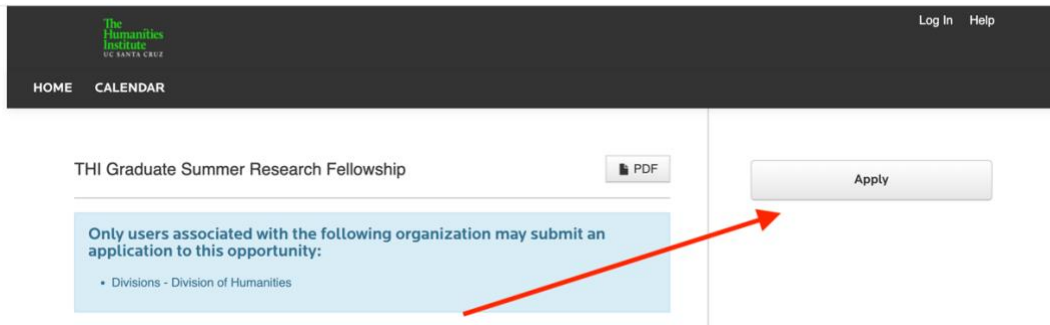 The
Humanities
Institute
UC SANTA CRUZ
Log In Help
HOME CALENDAR
THI Graduate Summer Research Fellowship
PDF
Apply
Only users associated with the following organization may submit an
application to this opportunity:
• Divisions - Division of Humanities